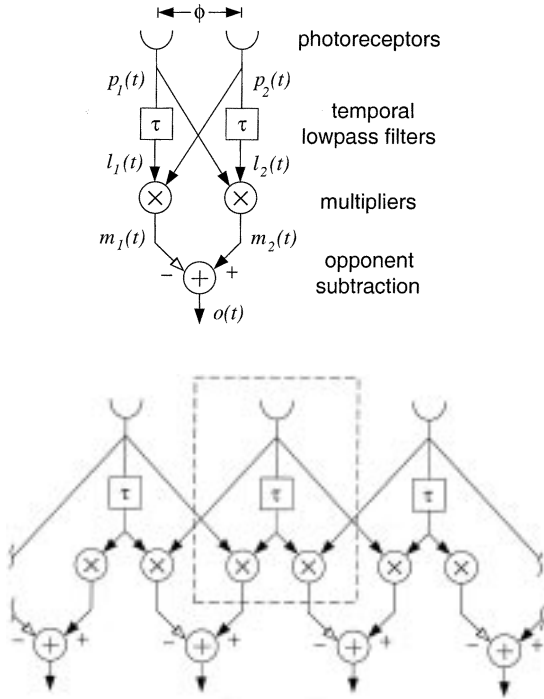 ϕ
photoreceptors
p1(t) p2(t)
τ τ
temporal
lowpass filters
l1(t) l2(t)
× ×
multipliers
m1(t) m2(t)
− + +
opponent
subtraction
o(t)
τ τ τ
× × × × × ×
− + + − + + − + + −
+